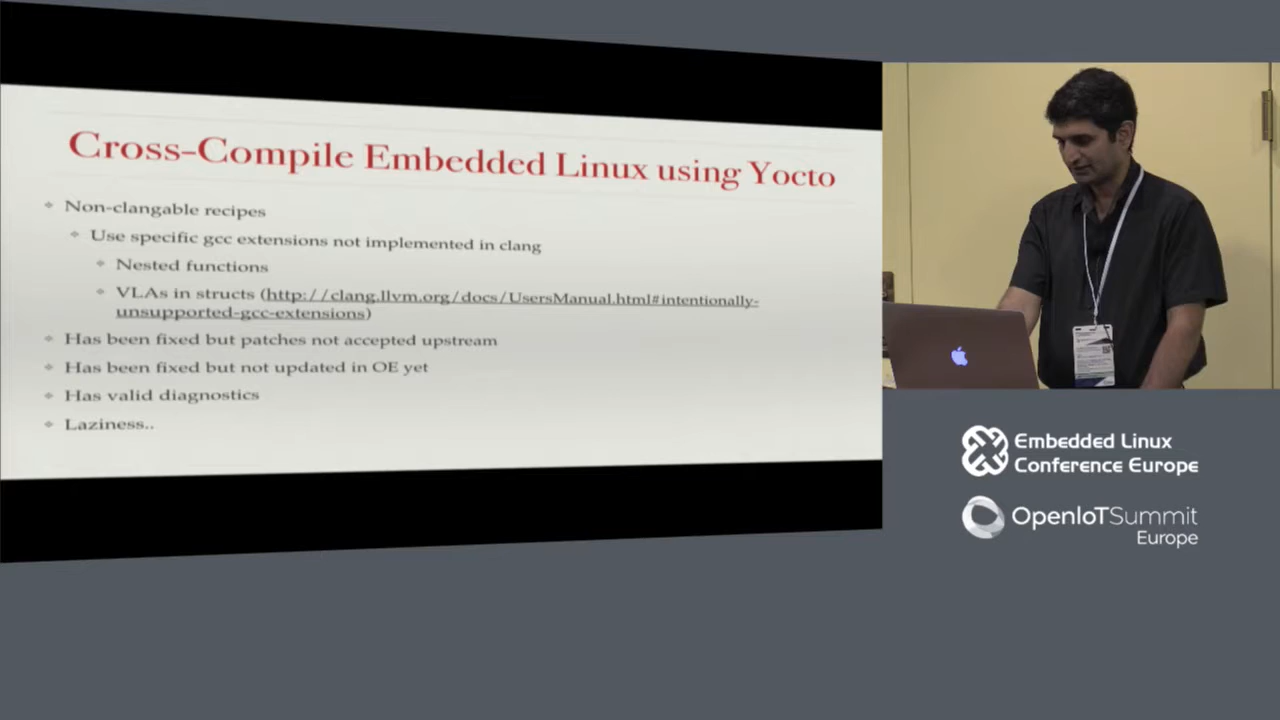 Cross-Compile Embedded Linux using Yocto
Non-clangable recipes
Use specific gcc extensions not implemented in clang
Nested functions
VLAs in structs (http://clang.llvm.org/docs/UsersManual.html#intentionally-
unsupported-gcc-extensions)
Has been fixed but patches not accepted upstream
Has been fixed but not updated in OE yet
Has valid diagnostics
Laziness..
Embedded Linux
Conference Europe
OpenIoTSummit
Europe